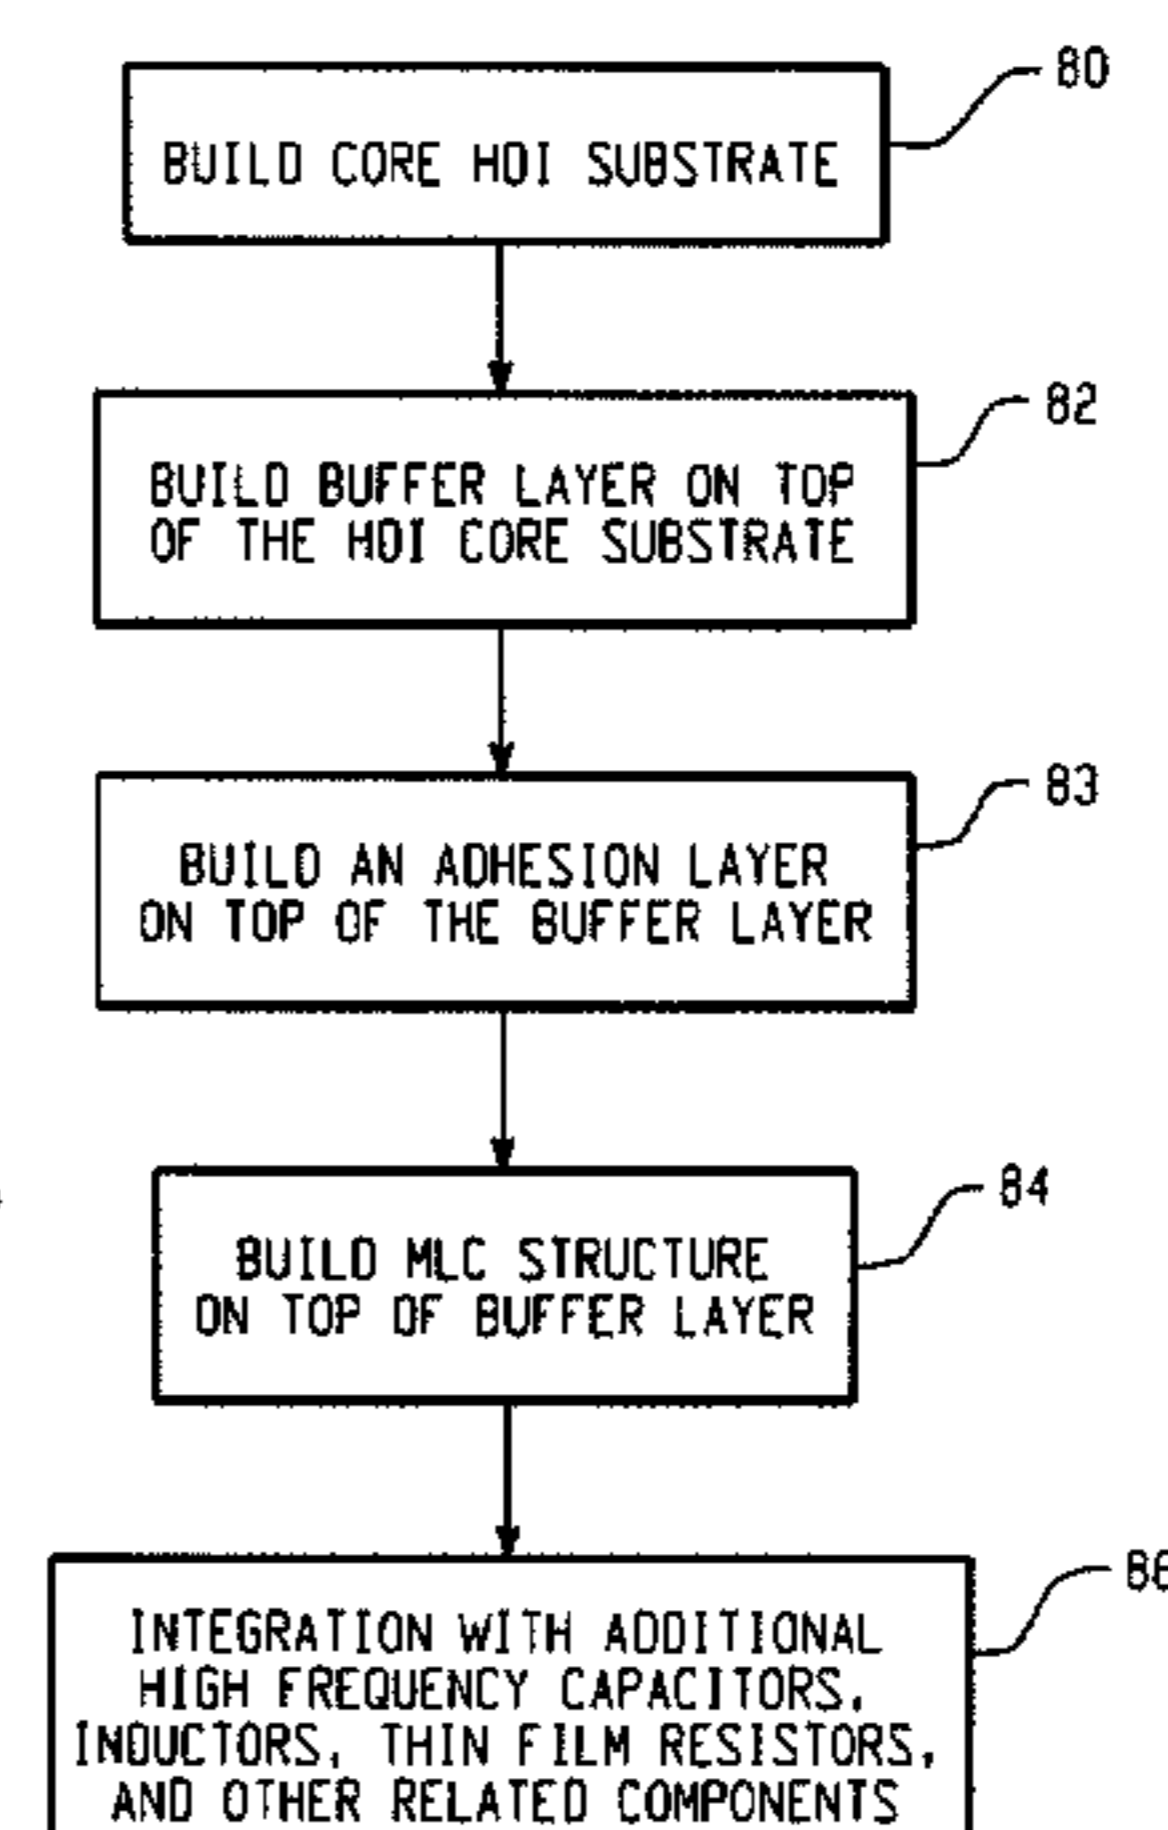 80
BUILD CORE HDI SUBSTRATE
82
BUILD BUFFER LAYER ON TOP
OF THE HDI CORE SUBSTRATE
83
BUILD AN ADHESION LAYER
ON TOP OF THE BUFFER LAYER
84
BUILD MLC STRUCTURE
ON TOP OF BUFFER LAYER
INTEGRATION WITH ADDITIONAL
HIGH FREQUENCY CAPACITORS,
INDUCTORS, THIN FILM RESISTORS,
AND OTHER RELATED COMPONENTS